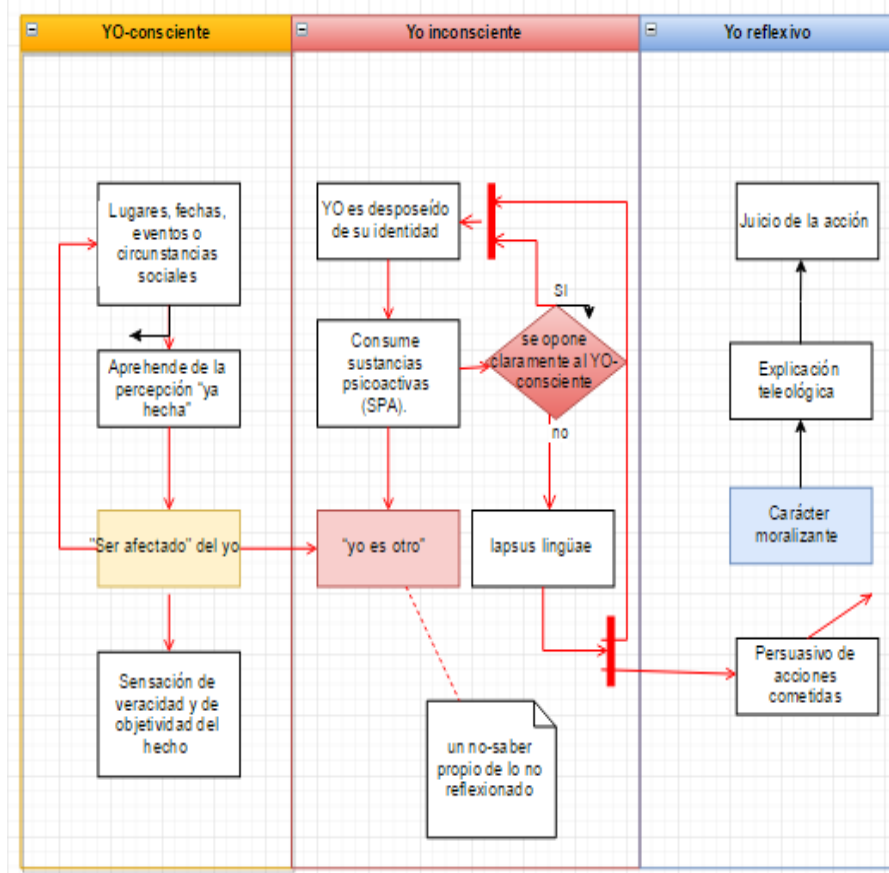 YO-consciente
Yo inconsciente
Yo reflexivo
Lugares, fechas,
eventos o
circunstancias
sociales
Aprehende de la
percepción "ya
hecha"
"Ser afectado" del yo
Sensación de
veracidad y de
objetividad del
hecho
YO es desposeído
de su identidad
Consume
sustancias
psicoactivas
(SPA).
"yo es otro"
un no-saber
propio de lo no
reflexionado
SI
se opone
claramente al YO-
consciente
no
lapsus lingüae
Juicio de la acción
Explicación
teleológica
Carácter
moralizante
Persuasivo de
acciones
cometidas